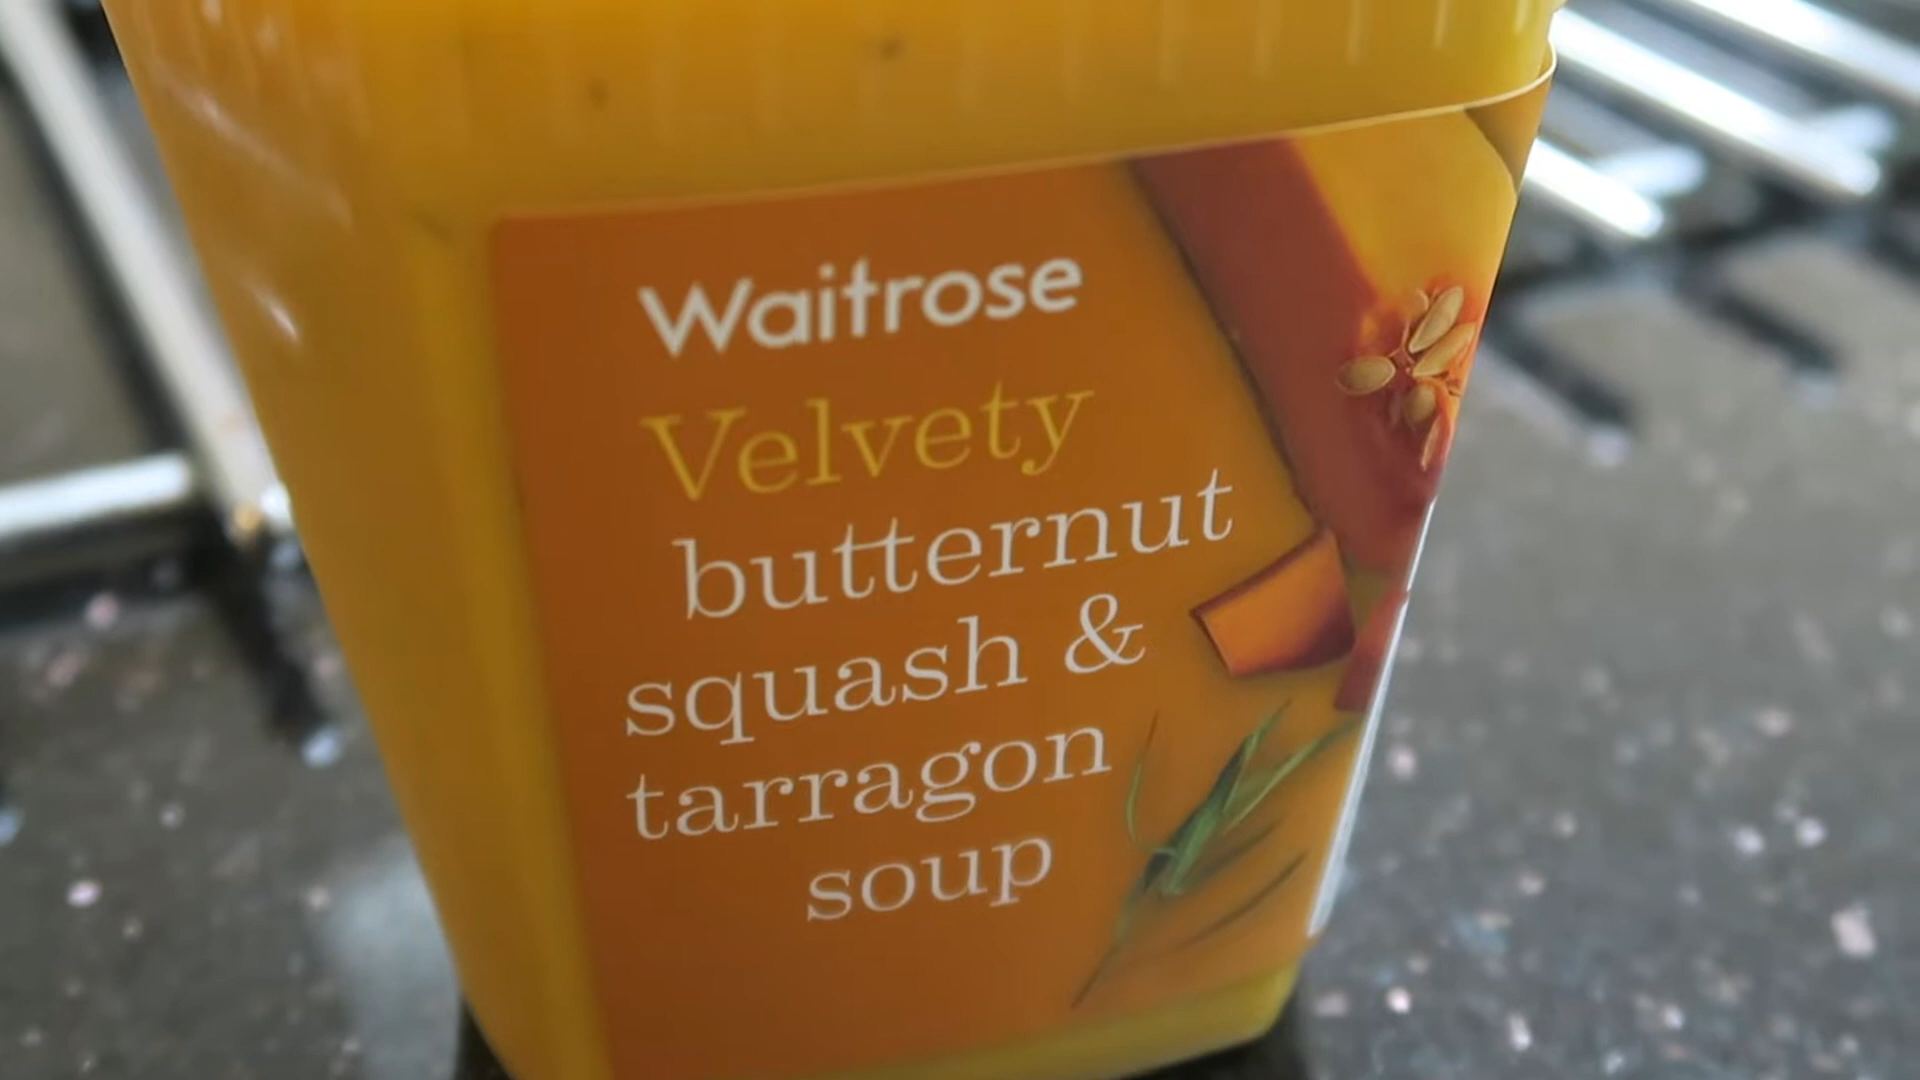 Waitrose
Velvety
butternut
squash &
tarragon
soup